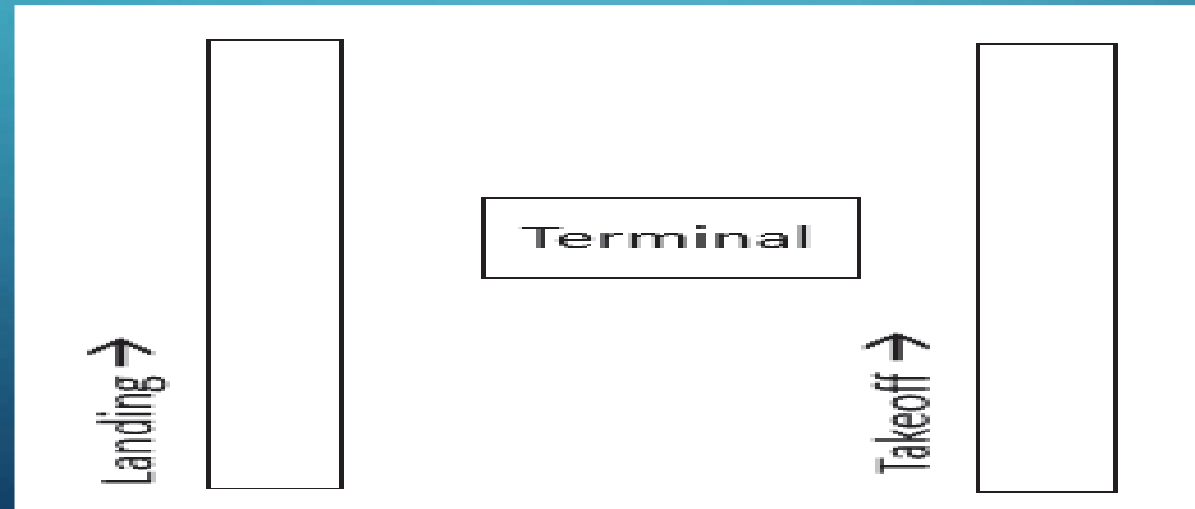 Terminal
Landing →
Takeoff →